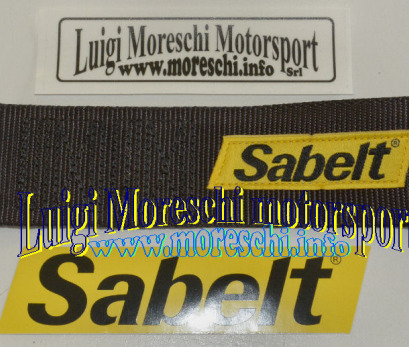 Luigi Moreschi Motorsport
www.moreschi.info
Srl
Sabelt®
Luigi Moreschi motorsport
www.moreschi.info
Sabelt®